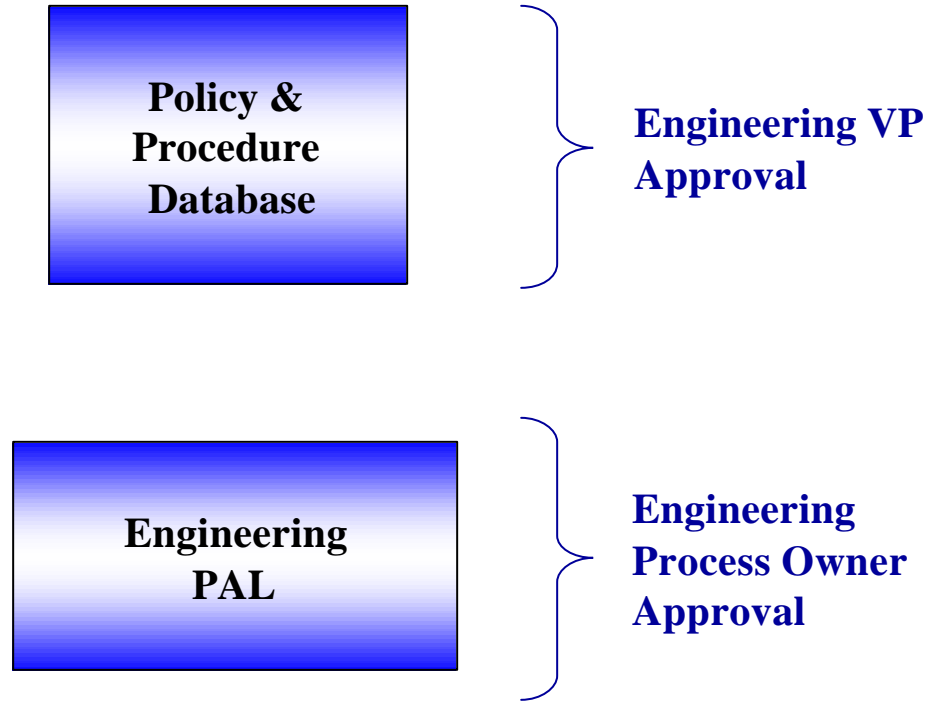 Policy &
Procedure
Database
Engineering VP
Approval
Engineering
PAL
Engineering
Process Owner
Approval